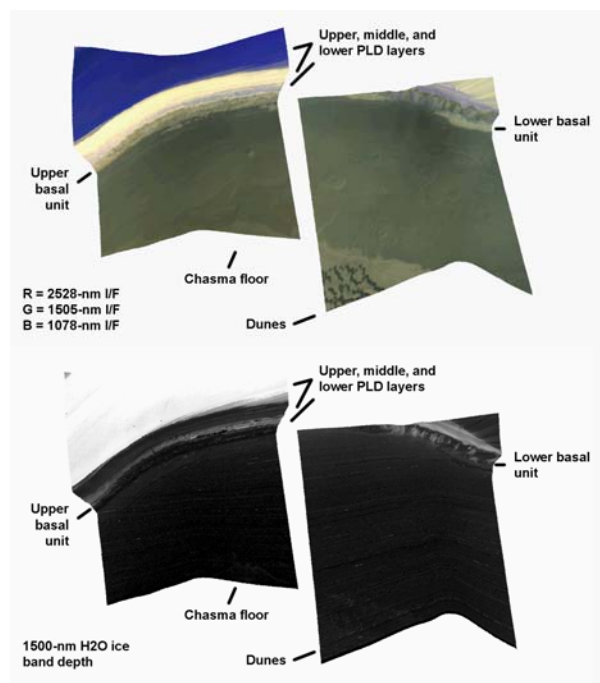 Upper, middle, and
lower PLD layers
Lower basal
unit
Upper
basal
unit
Chasma floor
R = 2528-nm I/F
G = 1505-nm I/F
B = 1078-nm I/F
Dunes
Upper, middle, and
lower PLD layers
Lower basal
unit
Upper
basal
unit
Chasma floor
1500-nm H2O ice
band depth
Dunes